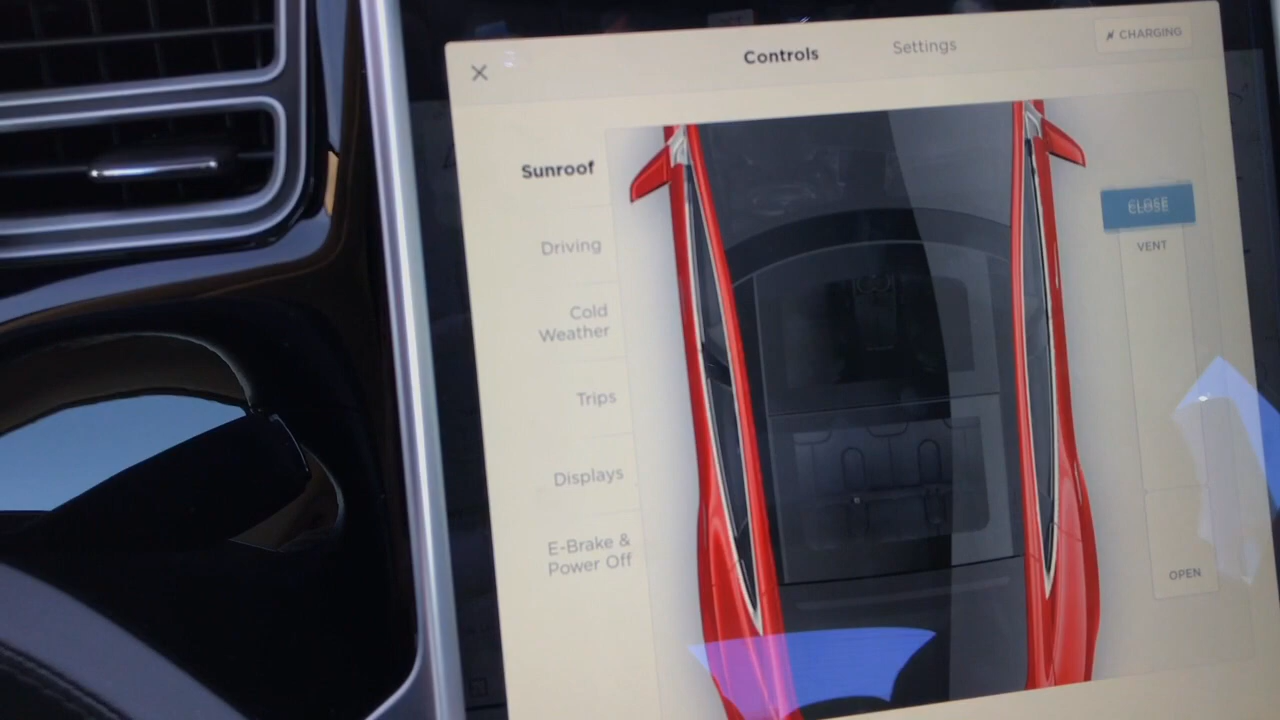 Controls
Settings
CHARGING
Sunroof
Driving
Cold
Weather
Trips
Displays
E-Brake &
Power Off
CLOSE
VENT
OPEN